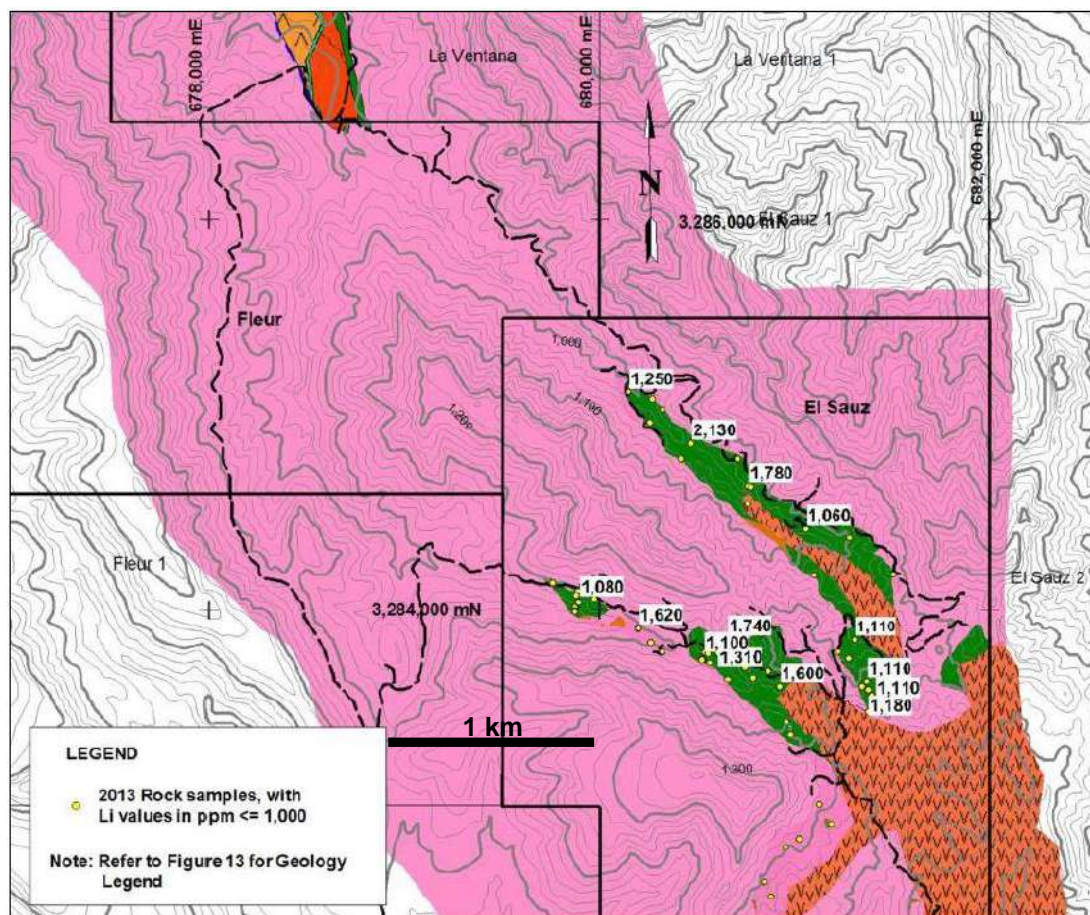 La Ventana
La Ventana 1
678,000 mE
680,000 mE
682,000 mE
N
3,286,000 mN
El Sauz 1
Fleur
1,000
1,100
1,200
1,250
El Sauz
2,130
1,780
1,060
Fleur 1
El Sauz 2
1,080
3,284,000 mN
1,620
1,740
1,110
1,100
1,310
1,600
1,110
1,110
1,180
1 km
1,300
LEGEND
2013 Rock samples, with
Li values in ppm <= 1,000
Note: Refer to Figure 13 for Geology
Legend